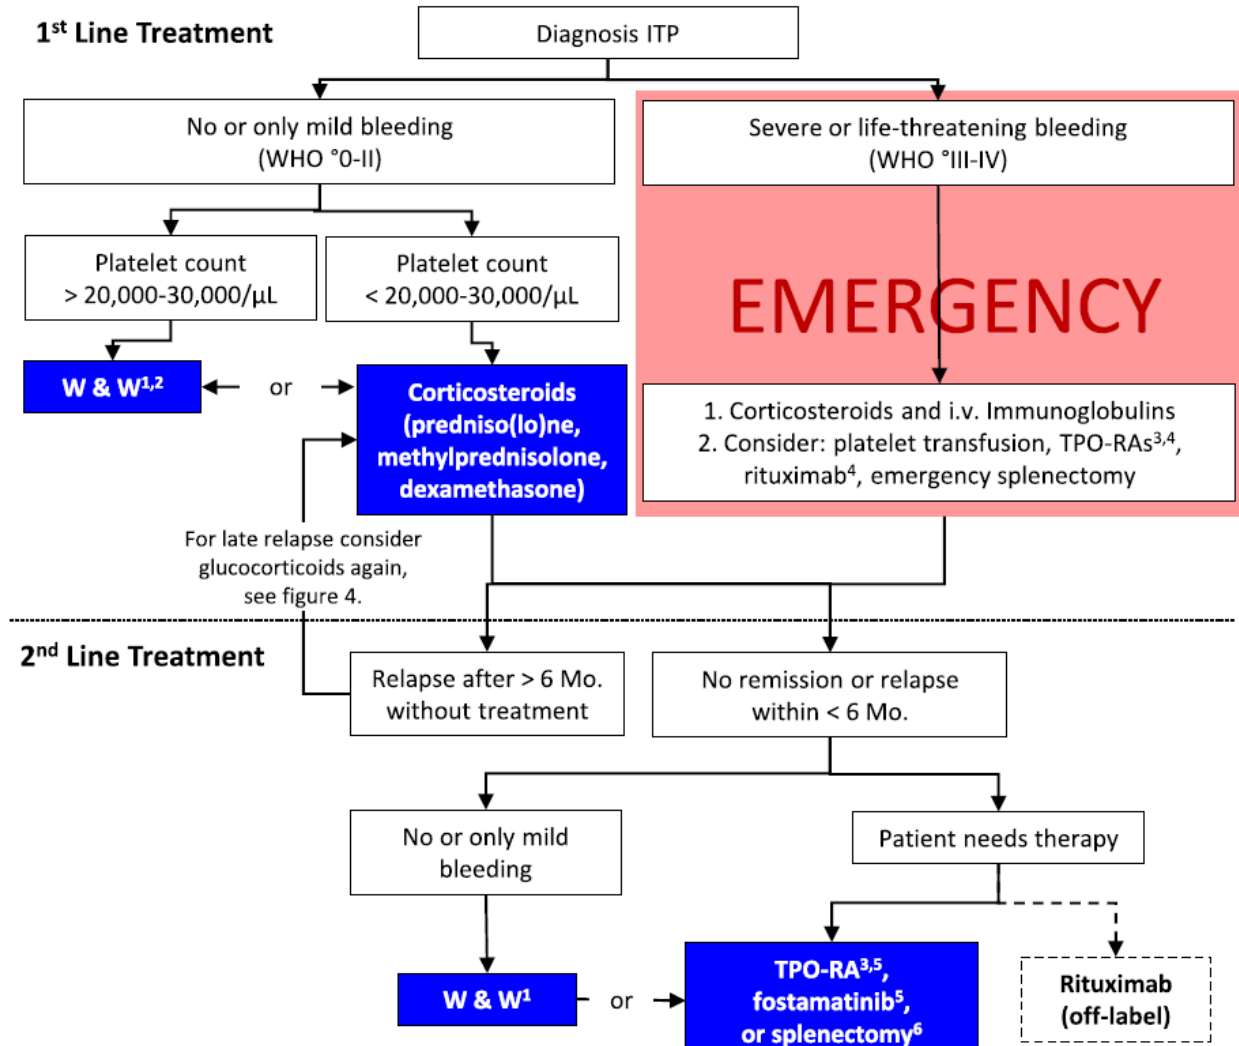 1st Line Treatment
Diagnosis ITP
No or only mild bleeding
(WHO °0-II)
Severe or life-threatening bleeding
(WHO °III-IV)
Platelet count
> 20,000-30,000/µL
Platelet count
< 20,000-30,000/µL
EMERGENCY
W & W1,2
or
Corticosteroids
(predniso(lo)ne,
methylprednisolone,
dexamethasone)
1. Corticosteroids and i.v. Immunoglobulins
2. Consider: platelet transfusion, TPO-RAs3,4,
rituximab4, emergency splenectomy
For late relapse consider
glucocorticoids again,
see figure 4.
2nd Line Treatment
Relapse after > 6 Mo.
without treatment
No remission or relapse
within < 6 Mo.
No or only mild
bleeding
Patient needs therapy
W & W1
or
TPO-RA3,5,
fostamatinib5,
or splenectomy6
Rituximab
(off-label)